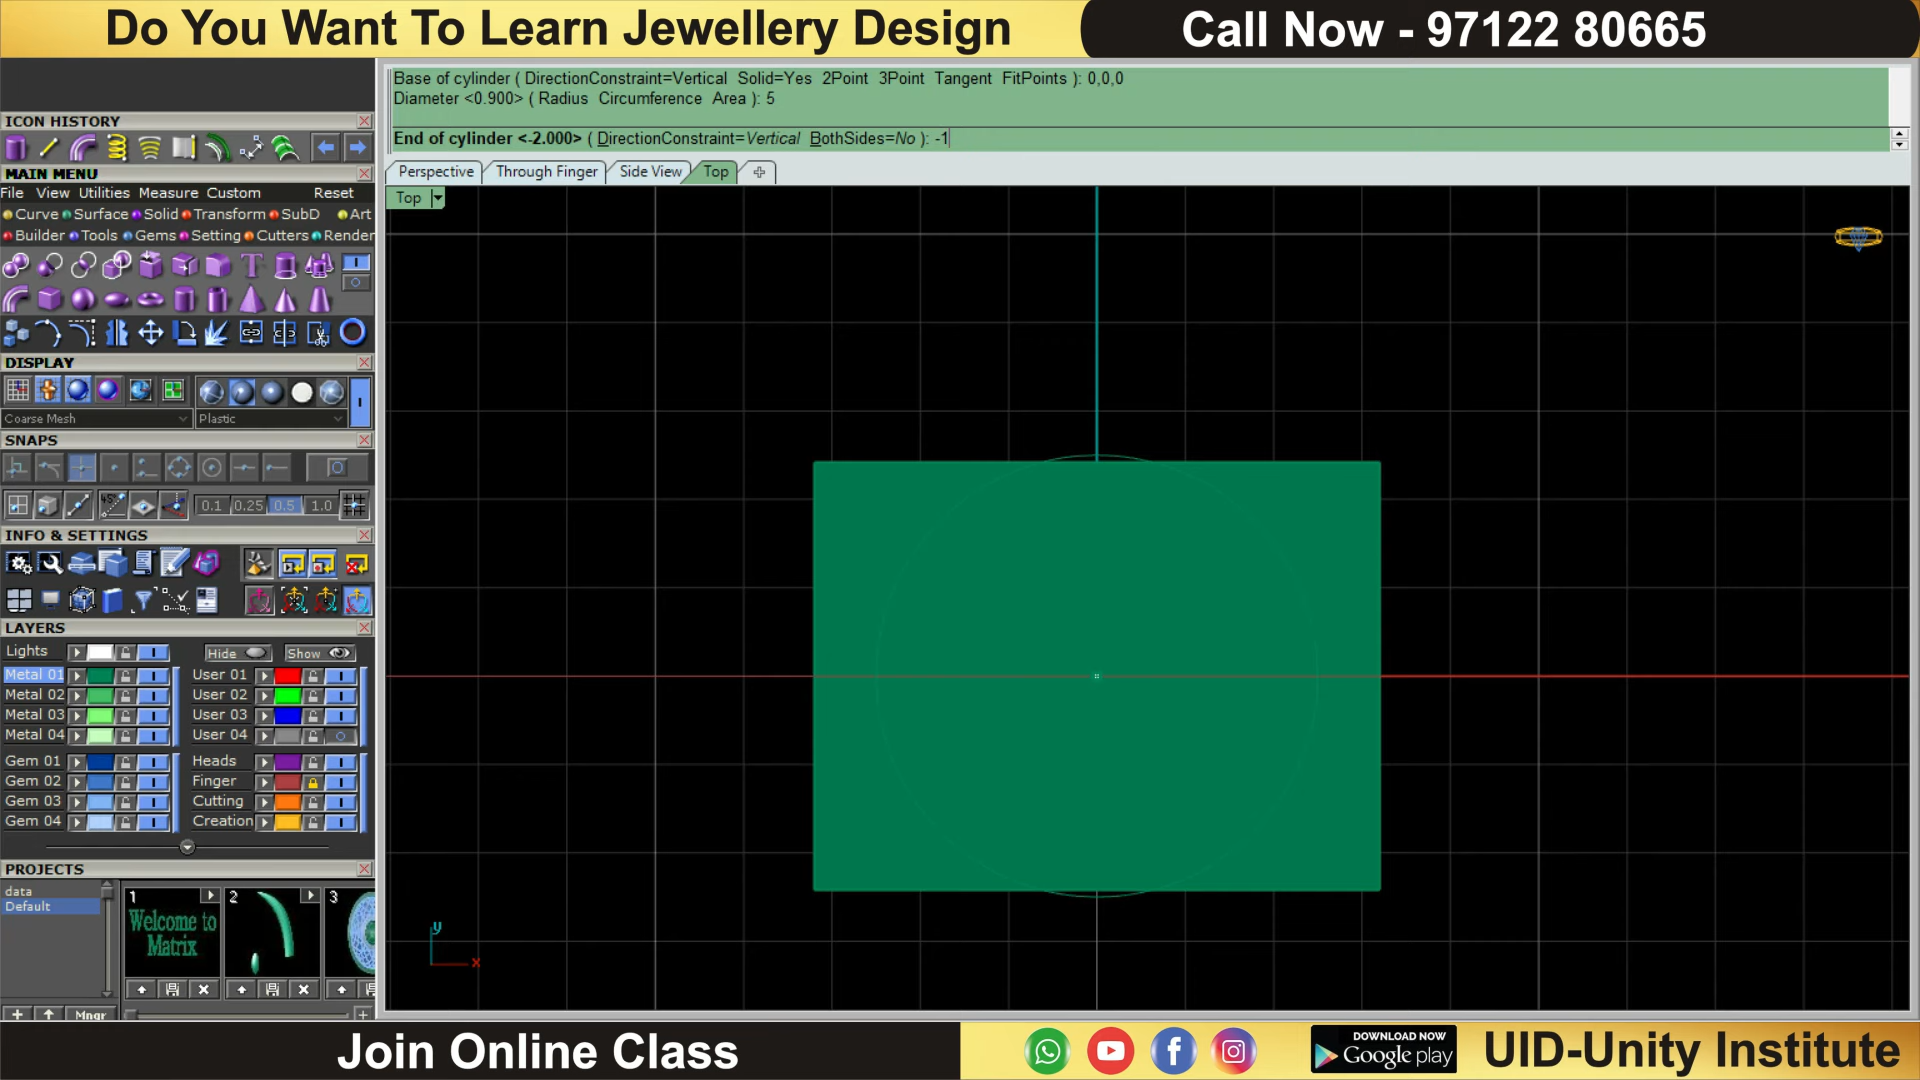 Do You Want To Learn Jewellery Design
Call Now - 97122 80665
Base of cylinder ( DirectionConstraint=Vertical Solid=Yes 2Point 3Point Tangent FitPoints ): 0,0,0
Diameter <0.900> ( Radius Circumference Area ): 5
End of cylinder <-2.000> ( DirectionConstraint=Vertical BothSides=No ): -1
Perspective Through Finger Side View Top
Top
ICON HISTORY
MAIN MENU
File View Utilities Measure Custom Reset
Curve Surface Solid Transform SubD Art
Builder Tools Gems Setting Cutters Render
DISPLAY
Coarse Mesh Plastic
SNAPS
45°
0.1 0.25 0.5 1.0
INFO & SETTINGS
LAYERS
Lights Hide Show
Metal 01 User 01
Metal 02 User 02
Metal 03 User 03
Metal 04 User 04
Gem 01 Heads
Gem 02 Finger
Gem 03 Cutting
Gem 04 Creation
PROJECTS
data
Default
1 2 3
Welcome to
Matrix
Mngr
y
x
Join Online Class
DOWNLOAD NOW
Google play
UID-Unity Institute